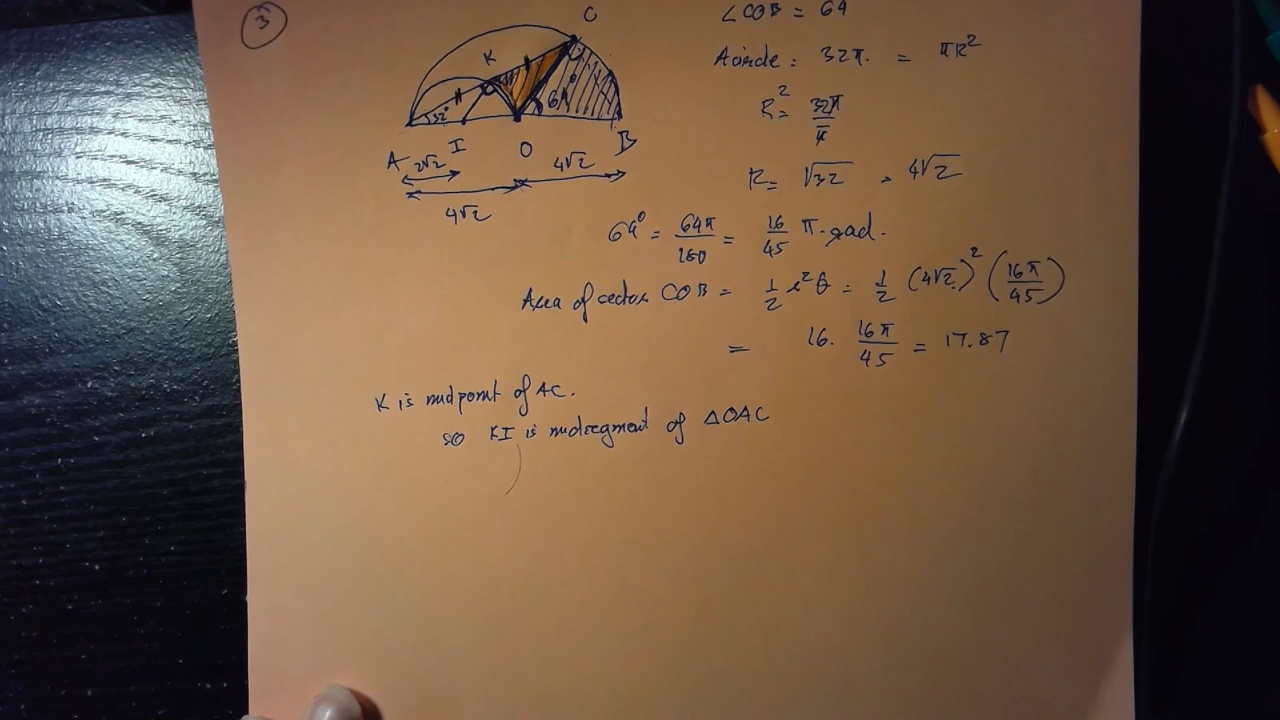 3
C
K
32°
64
A
I
O
B
2√2
4√2
4√2
∠COB = 64
Acircle : 32π. = πR²
R² = 32π/π
R = √32 = 4√2
64° = 64π/180 = 16/45 π rad.
Area of sector COB = 1/2 r²θ = 1/2 (4√2)² (16π/45)
= 16. 16π/45 = 17.87
K is midpoint of AC.
so KI is midsegment of △OAC